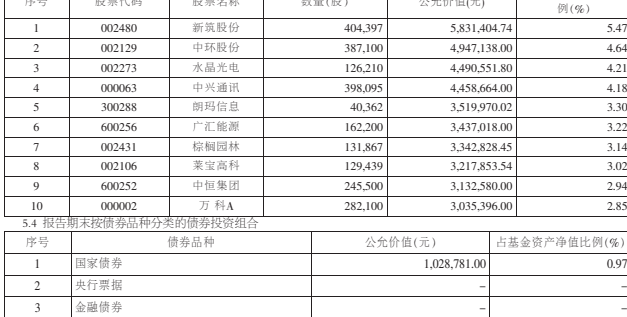 序号 股票代码 股票名称 数量(股) 公允价值(元)
例(%)
1 002480 新筑股份 404,397 5,831,404.74 5.47
2 002129 中环股份 387,100 4,947,138.00 4.64
3 002273 水晶光电 126,210 4,490,551.80 4.21
4 000063 中兴通讯 398,095 4,458,664.00 4.18
5 300288 朗玛信息 40,362 3,519,970.02 3.30
6 600256 广汇能源 162,200 3,437,018.00 3.22
7 002431 棕榈园林 131,867 3,342,828.45 3.14
8 002106 莱宝高科 129,439 3,217,853.54 3.02
9 600252 中恒集团 245,500 3,132,580.00 2.94
10 000002 万 科A 282,100 3,035,396.00 2.85
5.4 报告期末按债券品种分类的债券投资组合
序号 债券品种 公允价值(元) 占基金资产净值比例(%)
1 国家债券 1,028,781.00 0.97
2 央行票据 – –
3 金融债券 – –